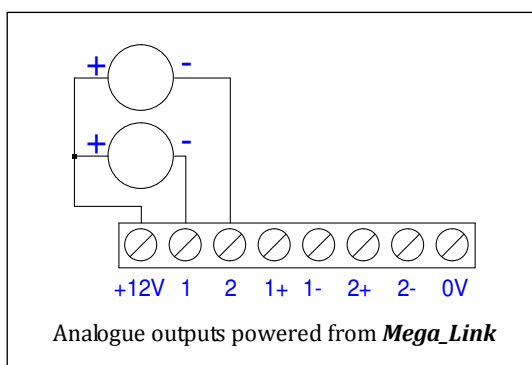 + -
+ -
+12V 1 2 1+ 1- 2+ 2- 0V
Analogue outputs powered from Mega_Link